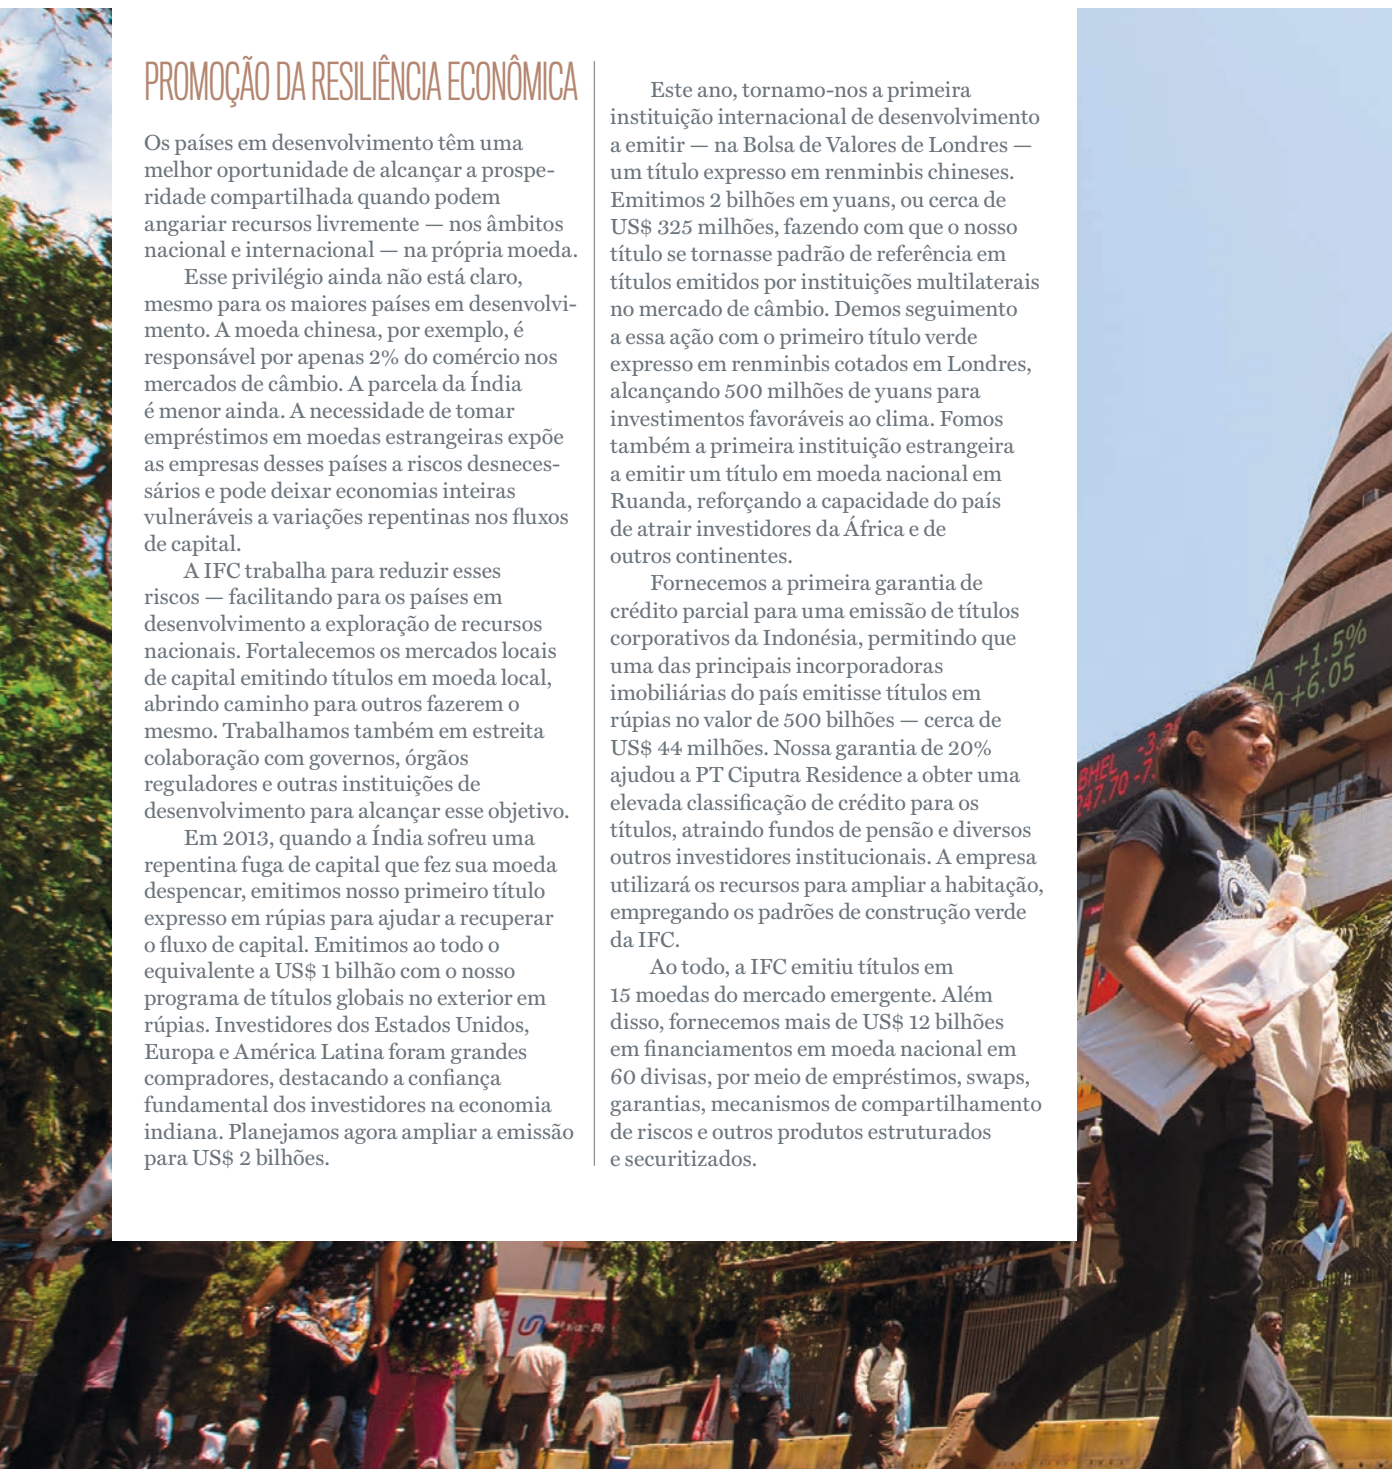 PROMOÇÃO DA RESILIÊNCIA ECONÔMICA
Os países em desenvolvimento têm uma
melhor oportunidade de alcançar a prospe-
ridade compartilhada quando podem
angariar recursos livremente — nos âmbitos
nacional e internacional — na própria moeda.
Esse privilégio ainda não está claro,
mesmo para os maiores países em desenvolvi-
mento. A moeda chinesa, por exemplo, é
responsável por apenas 2% do comércio nos
mercados de câmbio. A parcela da Índia
é menor ainda. A necessidade de tomar
empréstimos em moedas estrangeiras expõe
as empresas desses países a riscos desneces-
sários e pode deixar economias inteiras
vulneráveis a variações repentinas nos fluxos
de capital.
A IFC trabalha para reduzir esses
riscos — facilitando para os países em
desenvolvimento a exploração de recursos
nacionais. Fortalecemos os mercados locais
de capital emitindo títulos em moeda local,
abrindo caminho para outros fazerem o
mesmo. Trabalhamos também em estreita
colaboração com governos, órgãos
reguladores e outras instituições de
desenvolvimento para alcançar esse objetivo.
Em 2013, quando a Índia sofreu uma
repentina fuga de capital que fez sua moeda
despencar, emitimos nosso primeiro título
expresso em rúpias para ajudar a recuperar
o fluxo de capital. Emitimos ao todo o
equivalente a US$ 1 bilhão com o nosso
programa de títulos globais no exterior em
rúpias. Investidores dos Estados Unidos,
Europa e América Latina foram grandes
compradores, destacando a confiança
fundamental dos investidores na economia
indiana. Planejamos agora ampliar a emissão
para US$ 2 bilhões.
Este ano, tornamo-nos a primeira
instituição internacional de desenvolvimento
a emitir — na Bolsa de Valores de Londres —
um título expresso em renminbis chineses.
Emitimos 2 bilhões em yuans, ou cerca de
US$ 325 milhões, fazendo com que o nosso
título se tornasse padrão de referência em
títulos emitidos por instituições multilaterais
no mercado de câmbio. Demos seguimento
a essa ação com o primeiro título verde
expresso em renminbis cotados em Londres,
alcançando 500 milhões de yuans para
investimentos favoráveis ao clima. Fomos
também a primeira instituição estrangeira
a emitir um título em moeda nacional em
Ruanda, reforçando a capacidade do país
de atrair investidores da África e de
outros continentes.
Fornecemos a primeira garantia de
crédito parcial para uma emissão de títulos
corporativos da Indonésia, permitindo que
uma das principais incorporadoras
imobiliárias do país emitisse títulos em
rúpias no valor de 500 bilhões — cerca de
US$ 44 milhões. Nossa garantia de 20%
ajudou a PT Ciputra Residence a obter uma
elevada classificação de crédito para os
títulos, atraindo fundos de pensão e diversos
outros investidores institucionais. A empresa
utilizará os recursos para ampliar a habitação,
empregando os padrões de construção verde
da IFC.
Ao todo, a IFC emitiu títulos em
15 moedas do mercado emergente. Além
disso, fornecemos mais de US$ 12 bilhões
em financiamentos em moeda nacional em
60 divisas, por meio de empréstimos, swaps,
garantias, mecanismos de compartilhamento
de riscos e outros produtos estruturados
e securitizados.
+1.5%
+6.05
BHEL
247.70